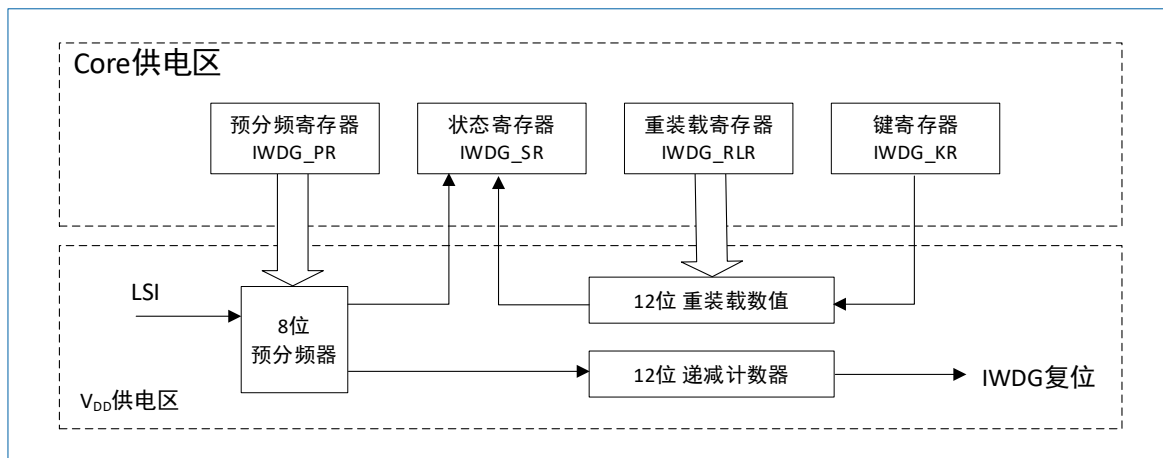 Core供电区
预分频寄存器
IWDG_PR
状态寄存器
IWDG_SR
重装载寄存器
IWDG_RLR
键寄存器
IWDG_KR
LSI
8位
预分频器
12位 重装载数值
12位 递减计数器
IWDG复位
VDD供电区